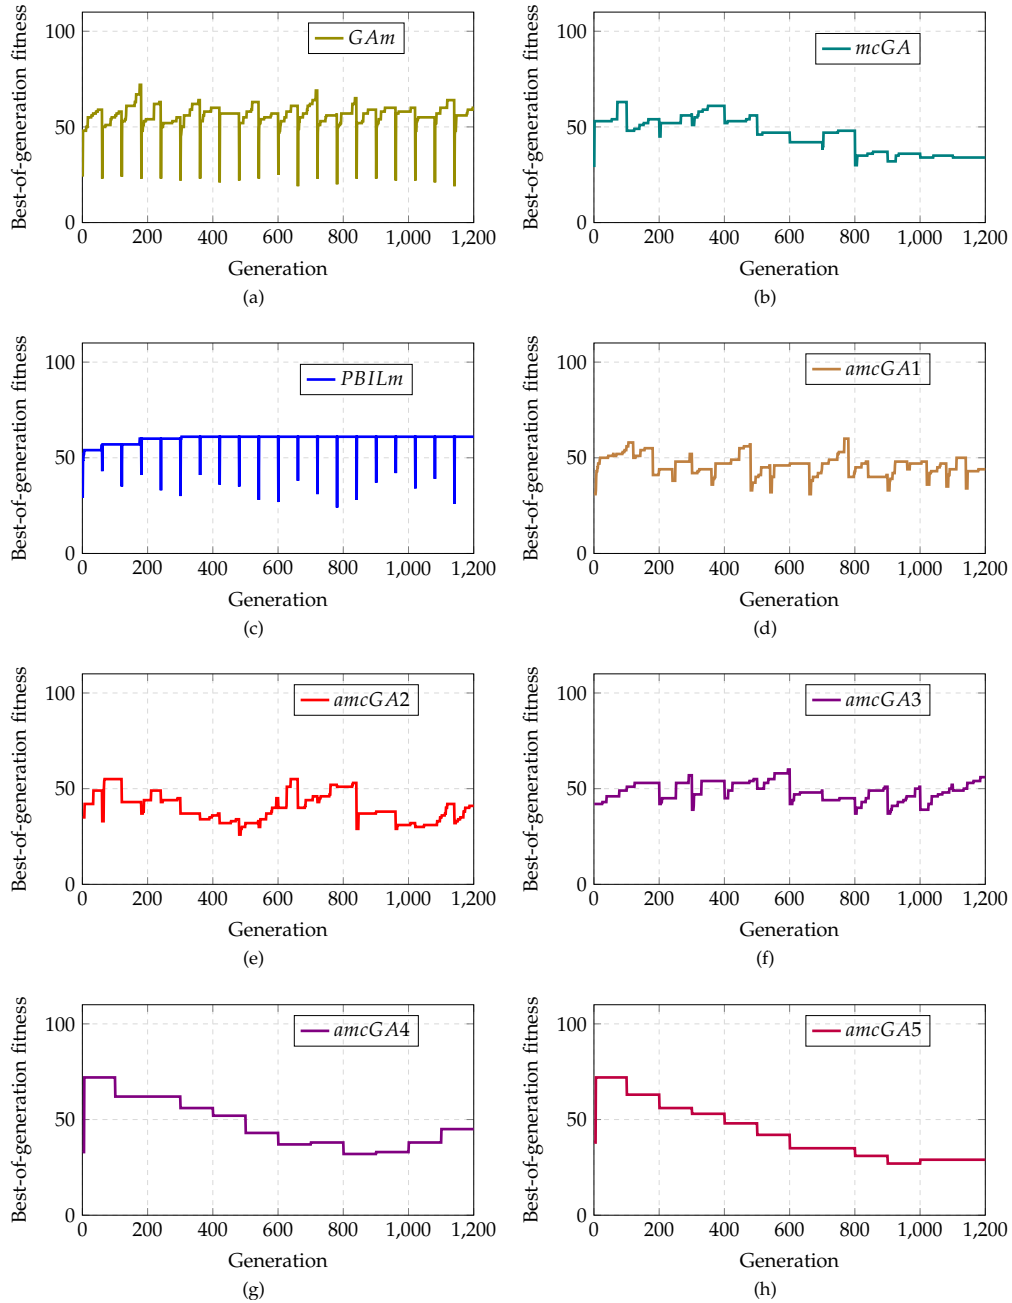 GAm
100
50
0
Best-of-generation fitness
0 200 400 600 800 1,000 1,200
Generation
(a)
mcGA
100
50
0
Best-of-generation fitness
0 200 400 600 800 1,000 1,200
Generation
(b)
PBILm
100
50
0
Best-of-generation fitness
0 200 400 600 800 1,000 1,200
Generation
(c)
amcGA1
100
50
0
Best-of-generation fitness
0 200 400 600 800 1,000 1,200
Generation
(d)
amcGA2
100
50
0
Best-of-generation fitness
0 200 400 600 800 1,000 1,200
Generation
(e)
amcGA3
100
50
0
Best-of-generation fitness
0 200 400 600 800 1,000 1,200
Generation
(f)
amcGA4
100
50
0
Best-of-generation fitness
0 200 400 600 800 1,000 1,200
Generation
(g)
amcGA5
100
50
0
Best-of-generation fitness
0 200 400 600 800 1,000 1,200
Generation
(h)